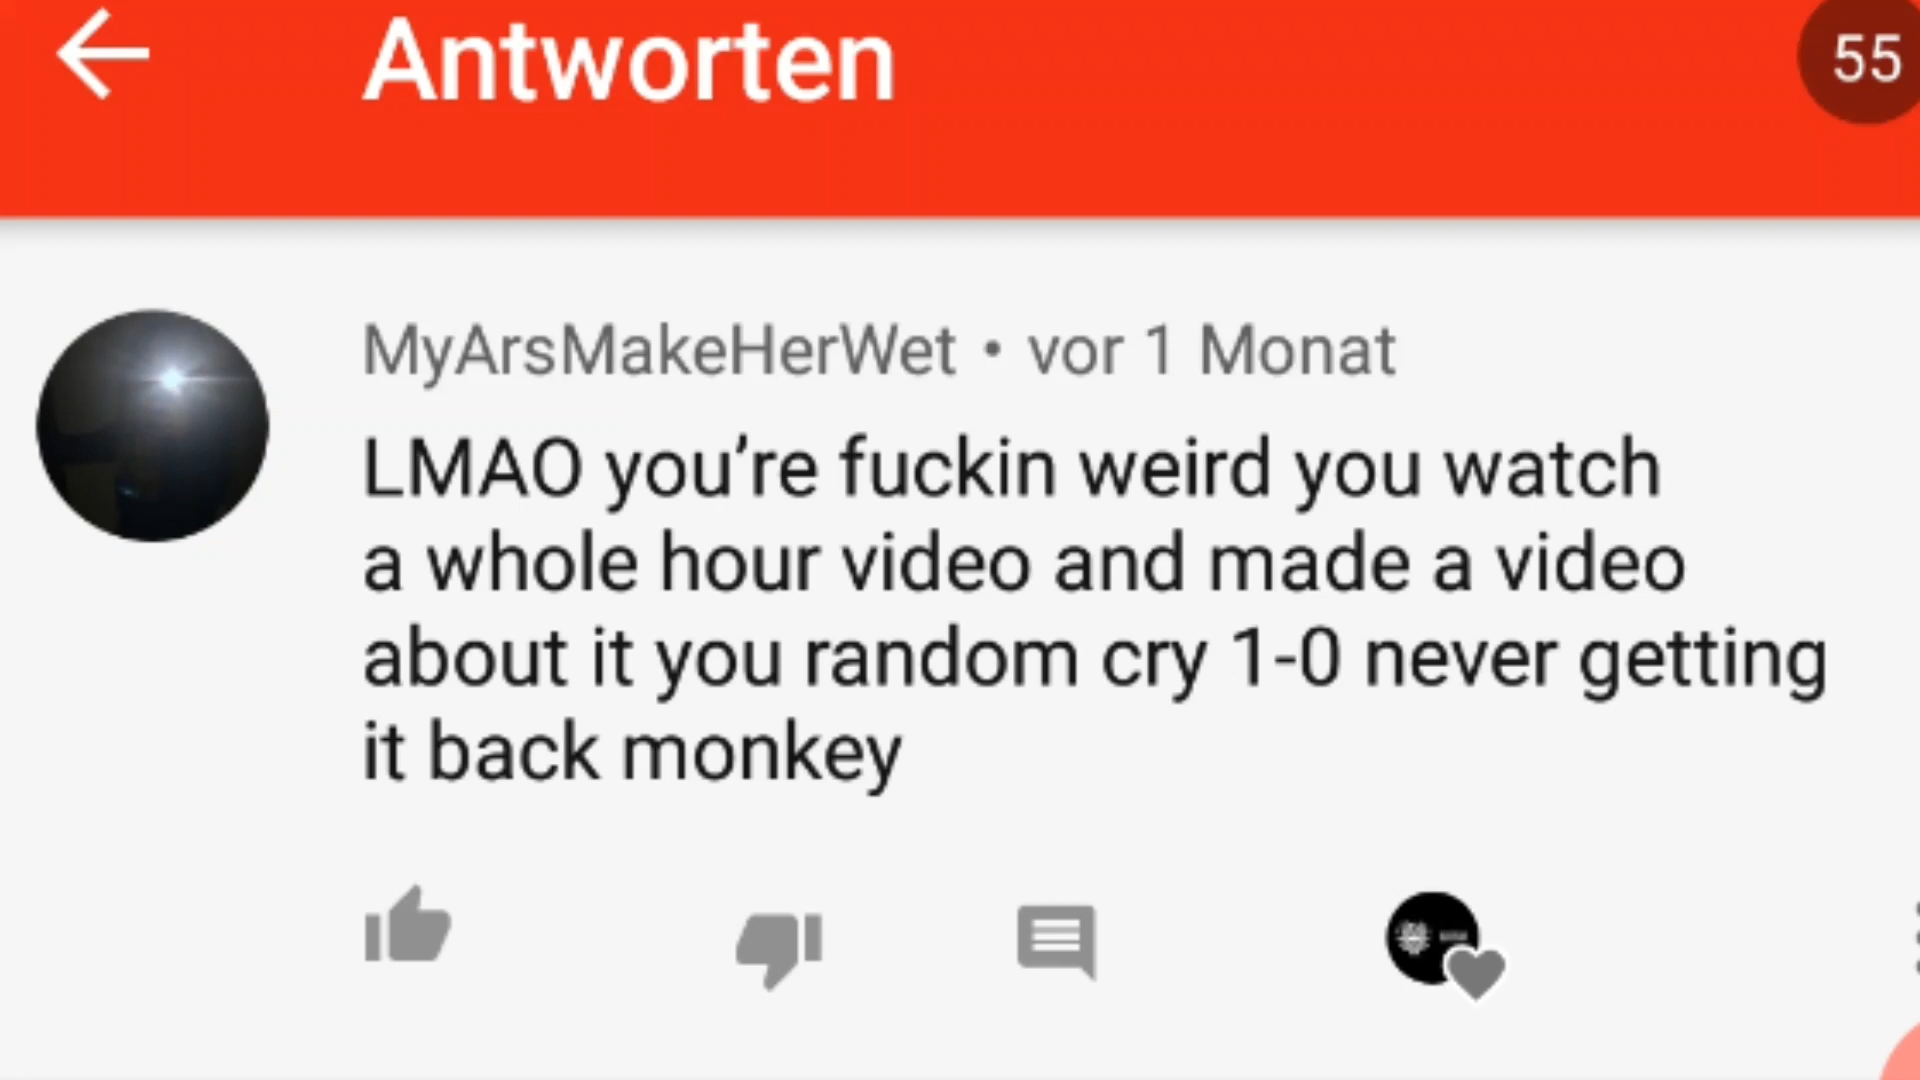 Antworten
55
MyArsMakeHerWet • vor 1 Monat
LMAO you’re fuckin weird you watch
a whole hour video and made a video
about it you random cry 1-0 never getting
it back monkey